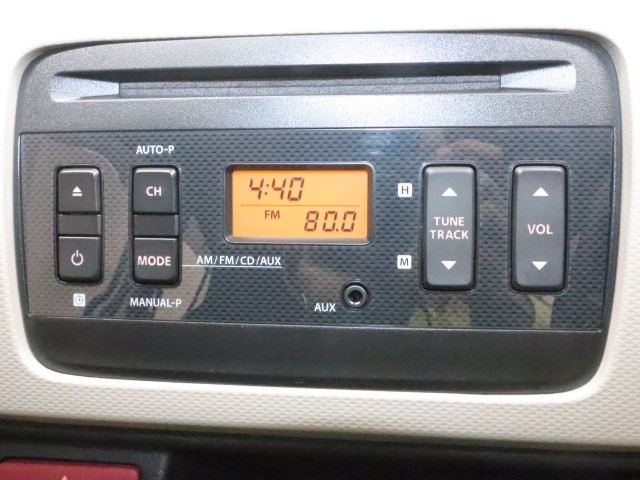 AUTO-P
CH
4:40
FM 80.0
H
TUNE
TRACK
VOL
MODE
AM/FM/CD/AUX
M
MANUAL-P
AUX